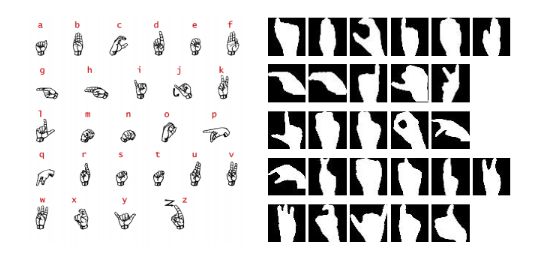 a b c d e f
g h i j k
l m n o p
q r s t u v
w x y z